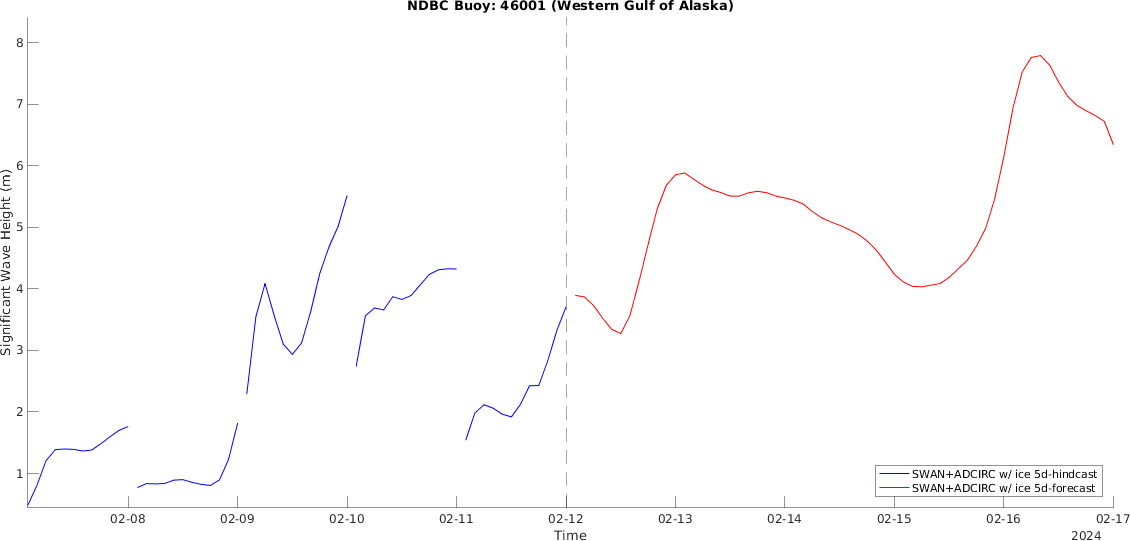 NDBC Buoy: 46001 (Western Gulf of Alaska)
Significant Wave Height (m)
8
7
6
5
4
3
2
1
SWAN+ADCIRC w/ ice 5d-hindcast
SWAN+ADCIRC w/ ice 5d-forecast
02-08 02-09 02-10 02-11 02-12 02-13 02-14 02-15 02-16 02-17
Time
2024